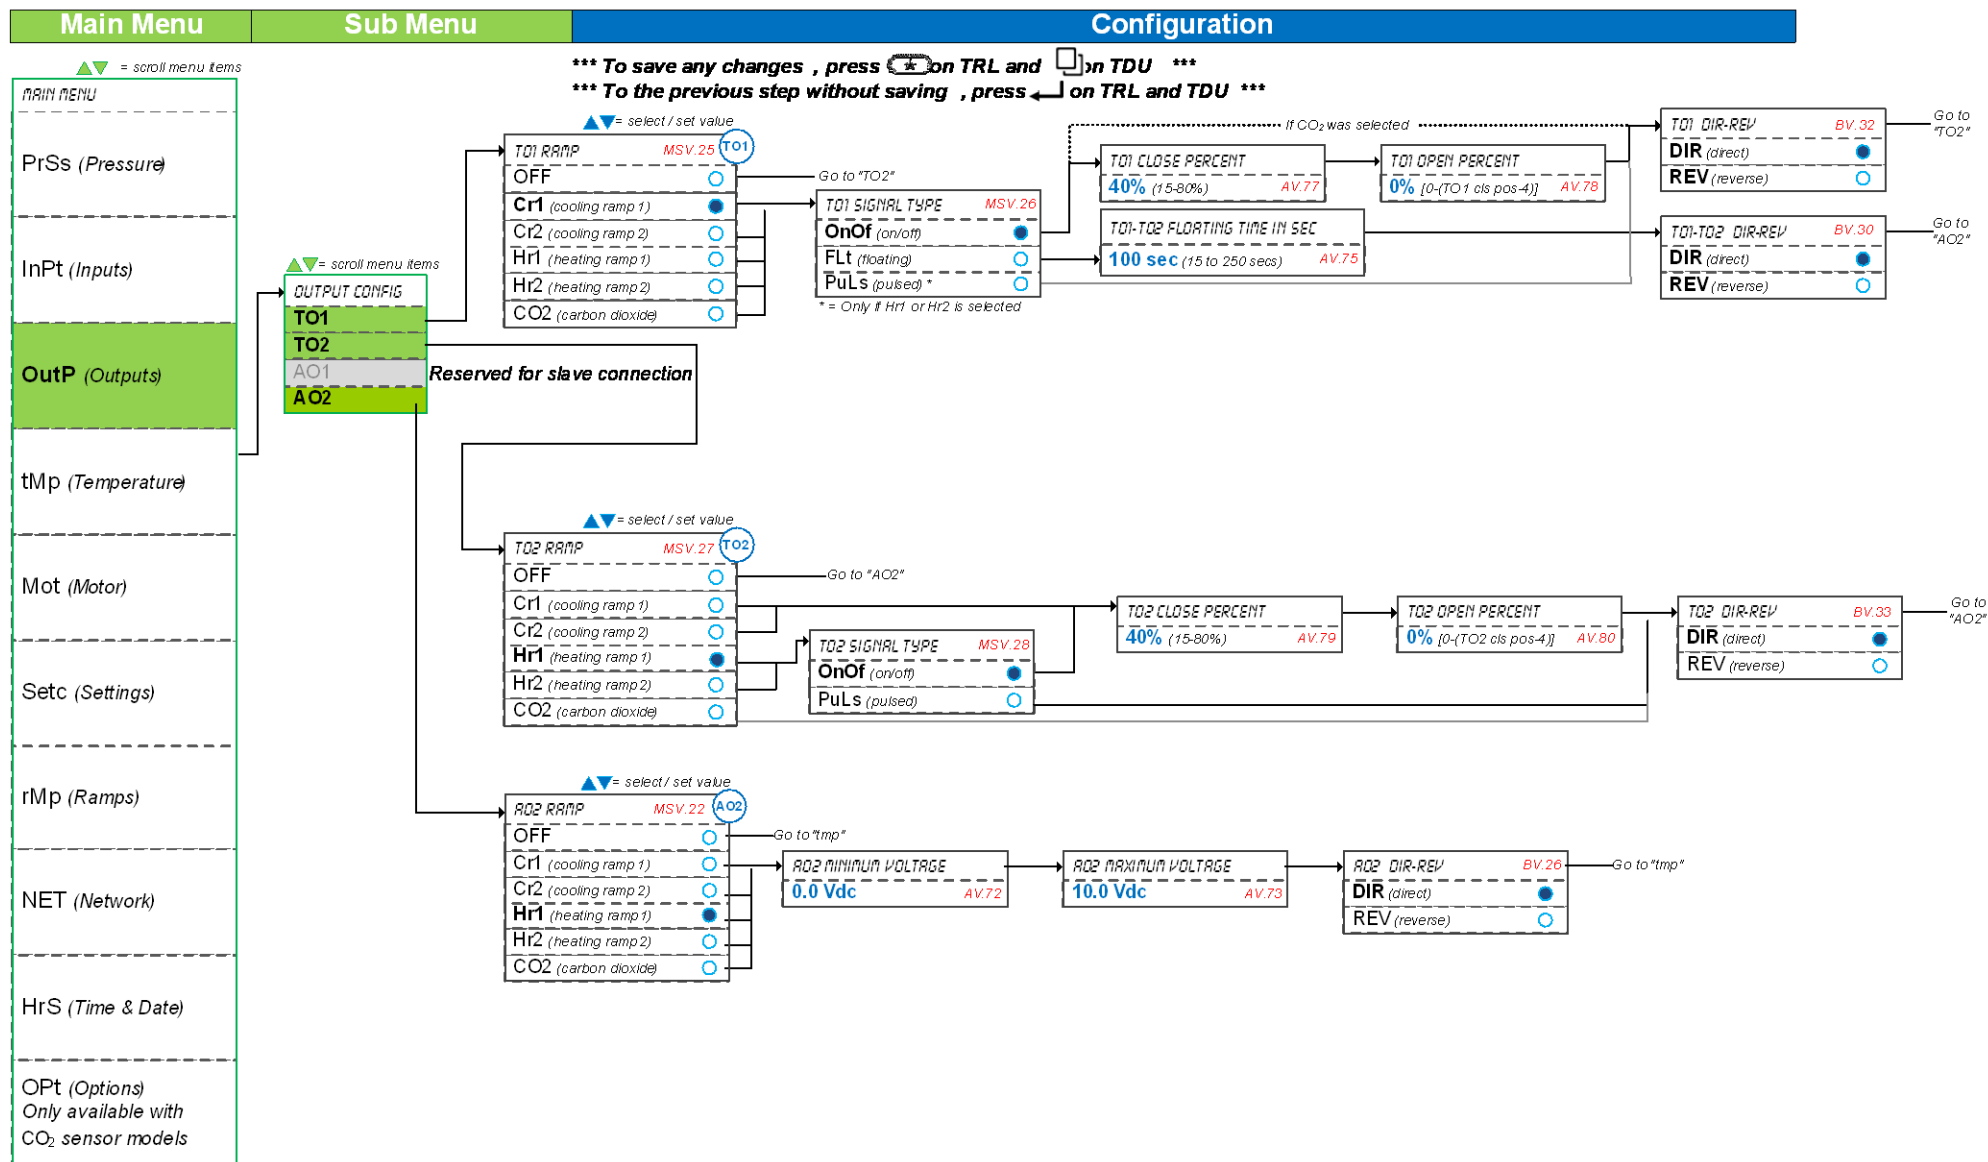 Main Menu
Sub Menu
Configuration
= scroll menu items
MAIN MENU
PrSs (Pressure)
InPt (Inputs)
OutP (Outputs)
tMp (Temperature)
Mot (Motor)
Setc (Settings)
rMp (Ramps)
NET (Network)
HrS (Time & Date)
OPt (Options)
Only available with
CO2 sensor models
= scroll menu items
OUTPUT CONFIG
TO1
TO2
AO1
AO2
Reserved for slave connection
*** To save any changes , press on TRL and on TDU ***
*** To the previous step without saving , press on TRL and TDU ***
= select / set value
TO1 RAMP MSV.25 TO1
OFF
Cr1 (cooling ramp 1)
Cr2 (cooling ramp 2)
Hr1 (heating ramp 1)
Hr2 (heating ramp 2)
CO2 (carbon dioxide)
Go to "TO2"
TO1 SIGNAL TYPE MSV.26
OnOf (on/off)
FLt (floating)
PuLs (pulsed) *
* = Only if Hr1 or Hr2 is selected
If CO2 was selected
TO1 CLOSE PERCENT
40% (15-80%) AV.77
TO1 OPEN PERCENT
0% [0-(TO1 cls pos-4)] AV.78
TO1 DIR-REV BV.32
DIR (direct)
REV (reverse)
Go to
"TO2"
TO1-TO2 FLOATING TIME IN SEC
100 sec (15 to 250 secs) AV.75
TO1-TO2 DIR-REV BV.30
DIR (direct)
REV (reverse)
Go to
"AO2"
= select / set value
TO2 RAMP MSV.27 TO2
OFF
Cr1 (cooling ramp 1)
Cr2 (cooling ramp 2)
Hr1 (heating ramp 1)
Hr2 (heating ramp 2)
CO2 (carbon dioxide)
Go to "AO2"
TO2 SIGNAL TYPE MSV.28
OnOf (on/off)
PuLs (pulsed)
TO2 CLOSE PERCENT
40% (15-80%) AV.79
TO2 OPEN PERCENT
0% [0-(TO2 cls pos-4)] AV.80
TO2 DIR-REV BV.33
DIR (direct)
REV (reverse)
Go to
"AO2"
= select / set value
AO2 RAMP MSV.22 AO2
OFF
Cr1 (cooling ramp 1)
Cr2 (cooling ramp 2)
Hr1 (heating ramp 1)
Hr2 (heating ramp 2)
CO2 (carbon dioxide)
Go to "tmp"
AO2 MINIMUM VOLTAGE
0.0 Vdc AV.72
AO2 MAXIMUM VOLTAGE
10.0 Vdc AV.73
AO2 DIR-REV BV.26
DIR (direct)
REV (reverse)
Go to "tmp"